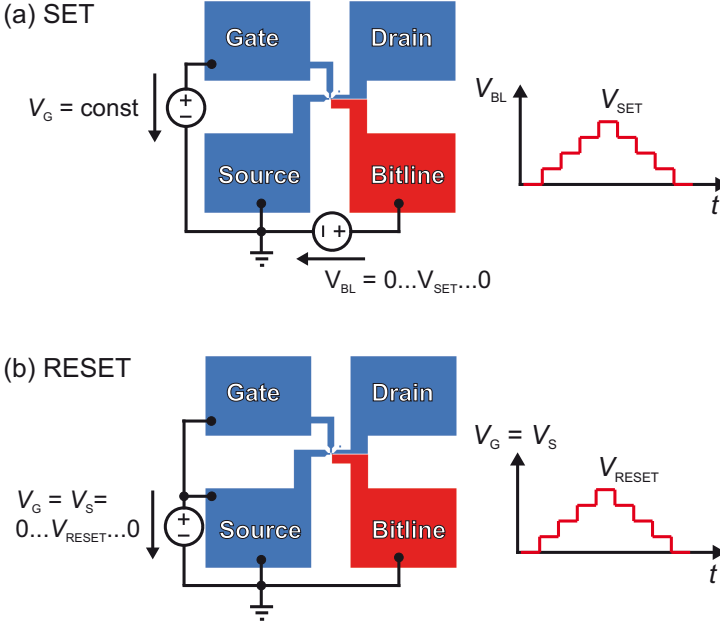 (a) SET
Gate
Drain
V_G = const
+
−
Source
Bitline
− +
V_BL = 0...V_SET...0
V_BL
V_SET
t
(b) RESET
Gate
Drain
V_G = V_S=
0...V_RESET...0
+
−
Source
Bitline
V_G = V_S
V_RESET
t